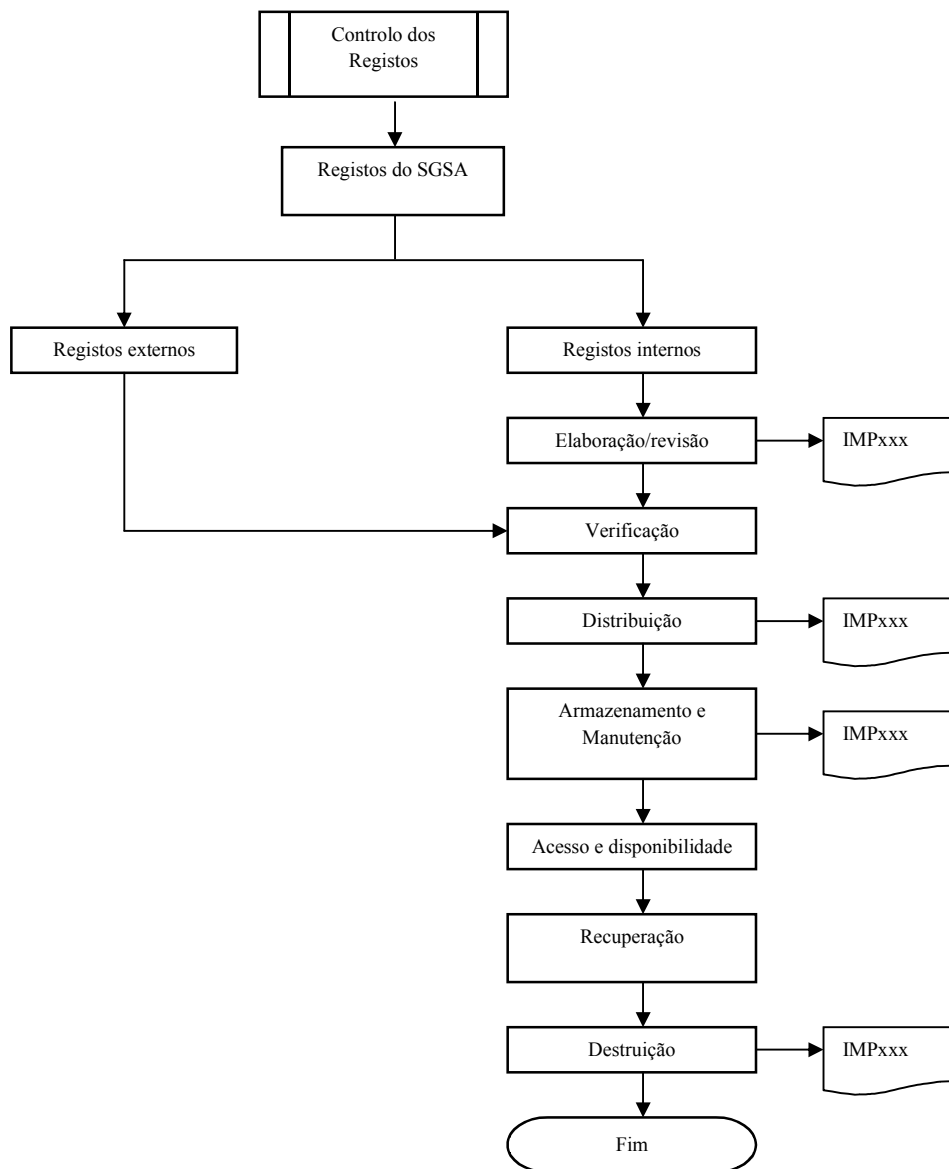 Controlo dos
Registos
Registos do SGSA
Registos externos
Registos internos
Elaboração/revisão
IMPxxx
Verificação
Distribuição
IMPxxx
Armazenamento e
Manutenção
IMPxxx
Acesso e disponibilidade
Recuperação
Destruição
IMPxxx
Fim